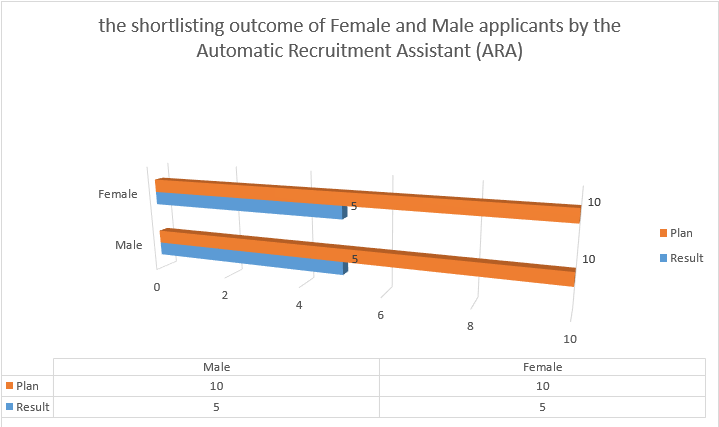 the shortlisting outcome of Female and Male applicants by the
Automatic Recruitment Assistant (ARA)
Female
5
10
Male
5
10
0
2
4
6
8
10
Plan
Result
Male Female
Plan 10 10
Result 5 5